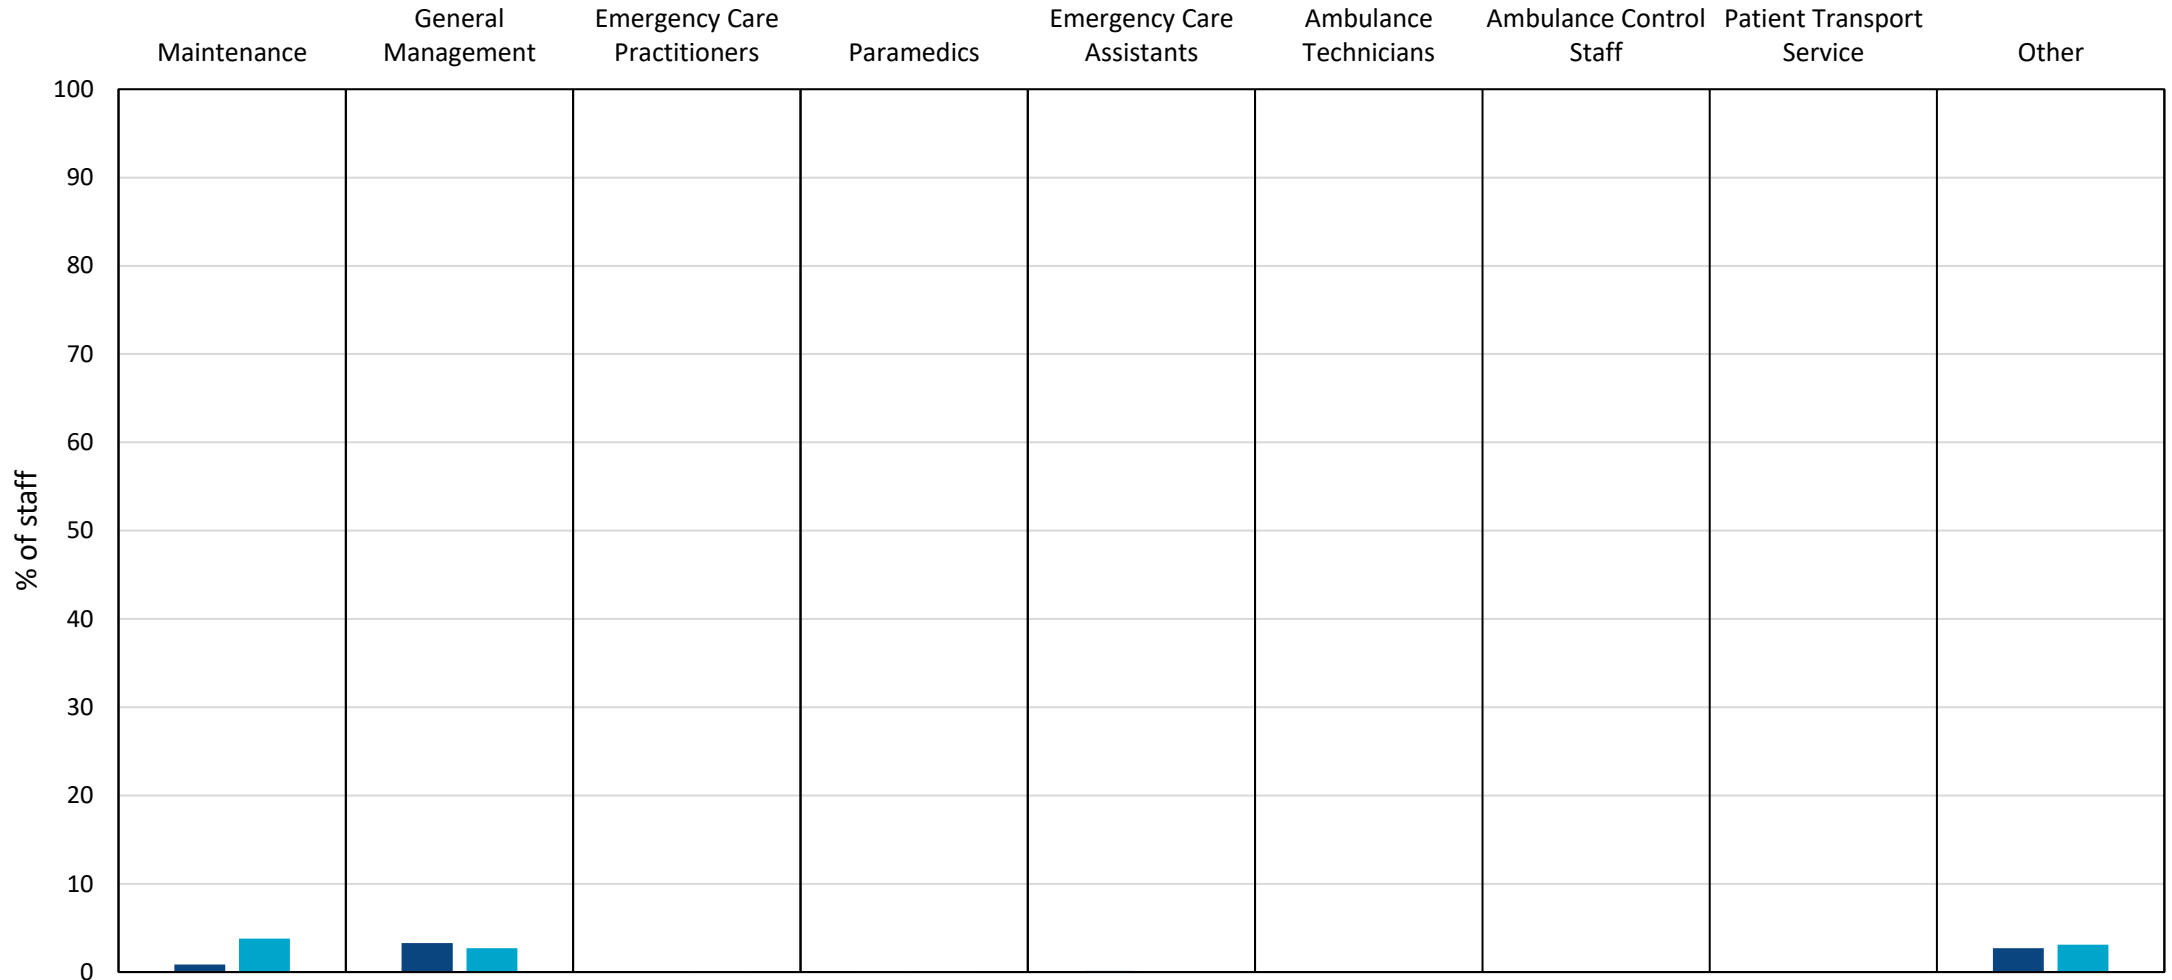 General
Emergency Care
Emergency Care
Ambulance
Ambulance Control
Patient Transport
Maintenance
Management
Practitioners
Paramedics
Assistants
Technicians
Staff
Service
Other
100
90
80
70
60
50
40
30
20
10
0
% of staff